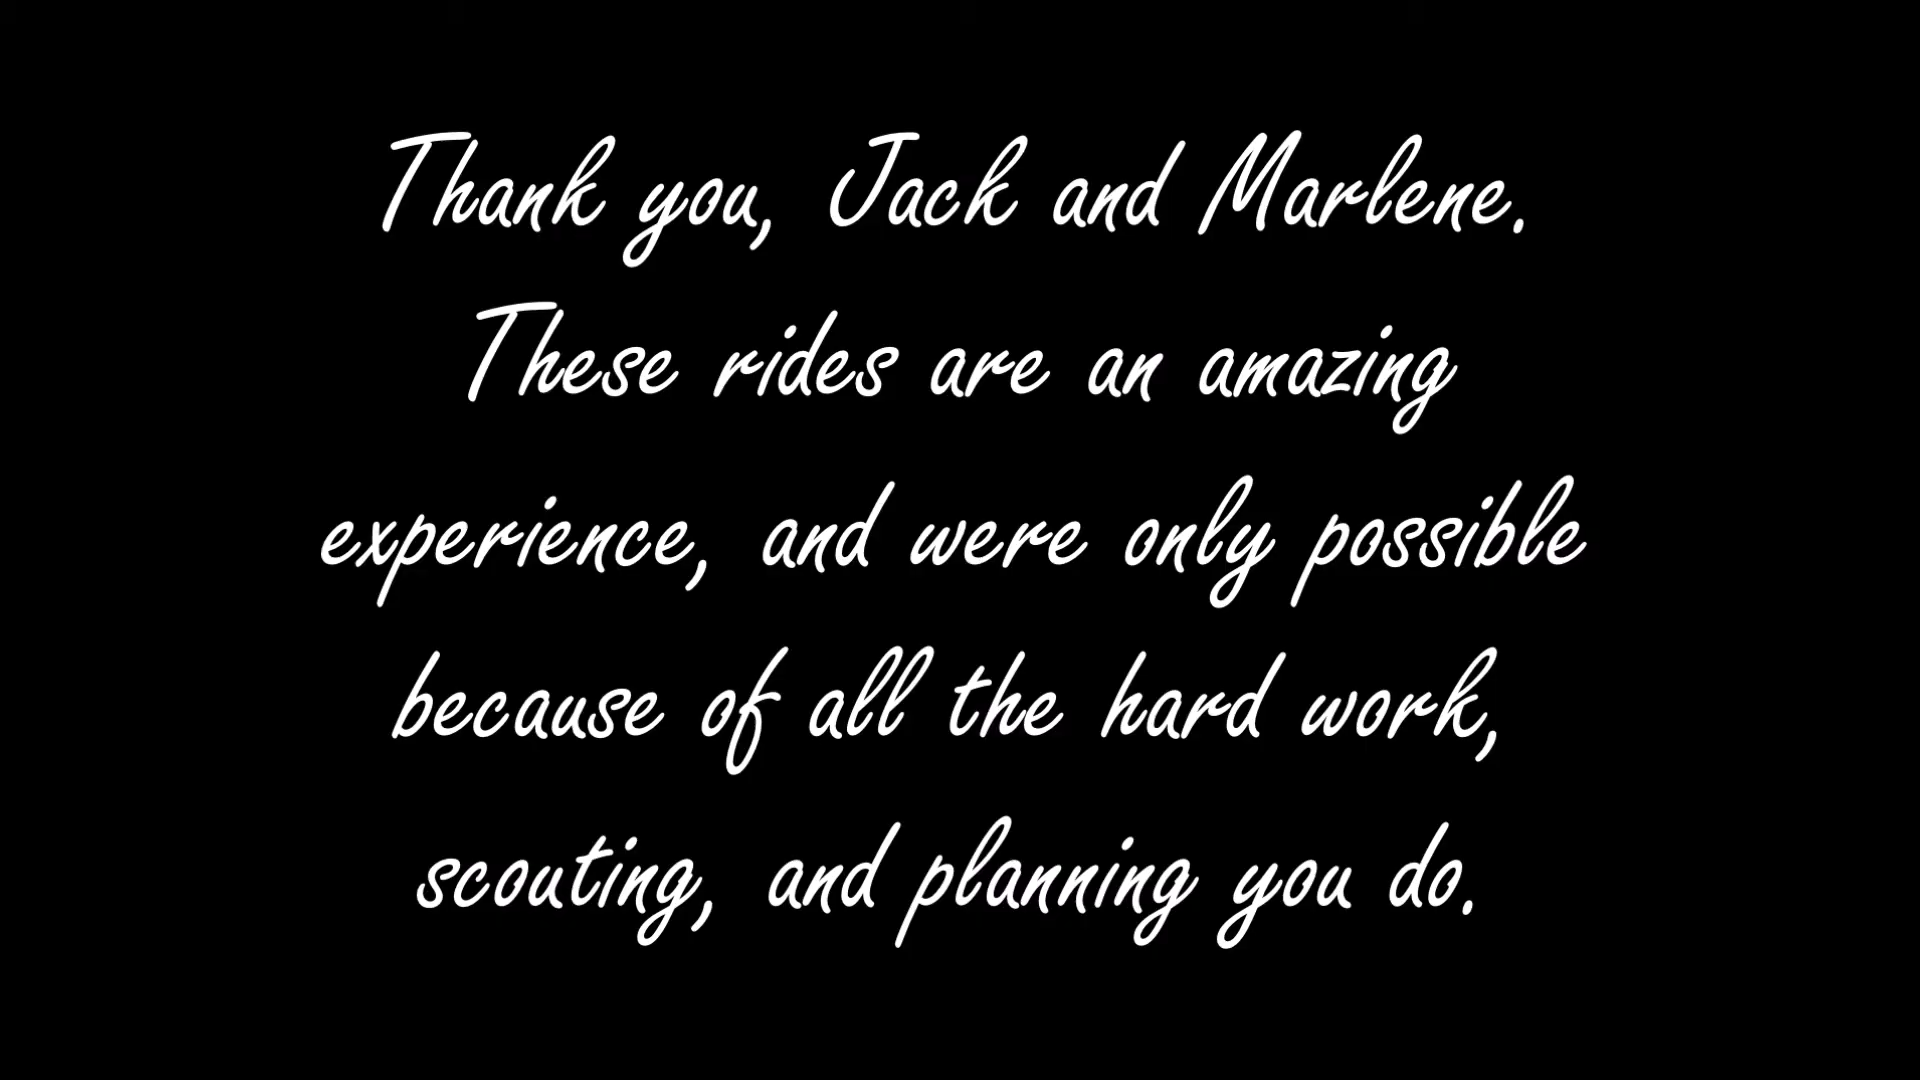 Thank you, Jack and Marlene.
These rides are an amazing
experience, and were only possible
because of all the hard work,
scouting, and planning you do.